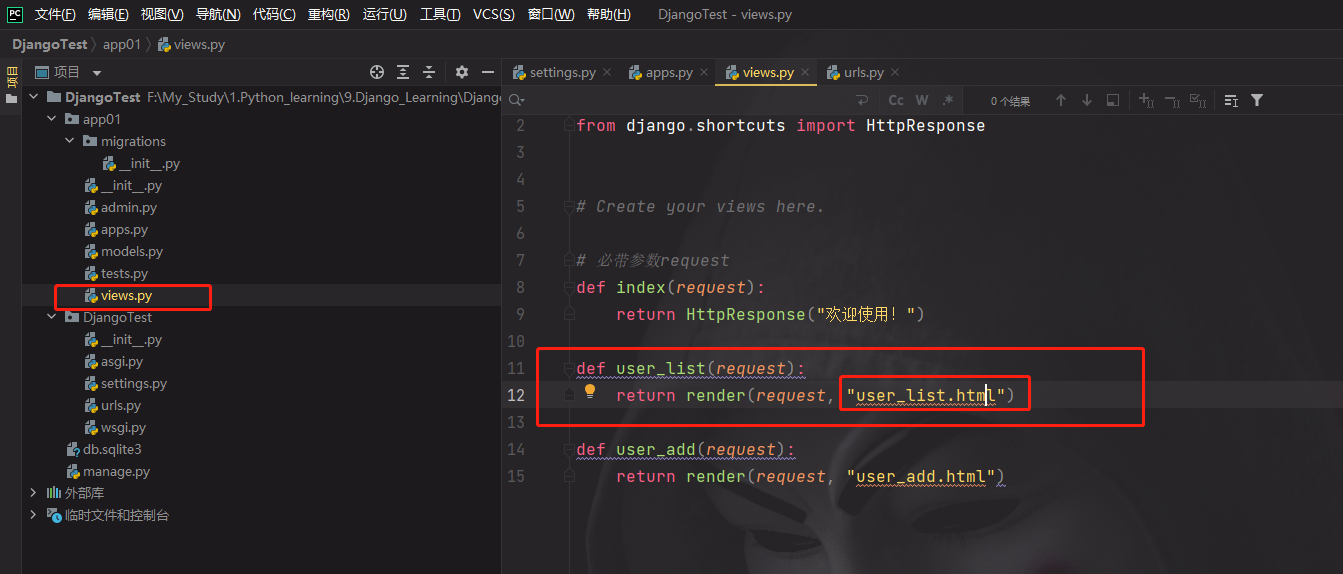 PC 文件(F) 编辑(E) 视图(V) 导航(N) 代码(C) 重构(R) 运行(U) 工具(T) VCS(S) 窗口(W) 帮助(H) DjangoTest - views.py
DjangoTest 〉 app01 〉 views.py
项目
项目
settings.py
apps.py
views.py
urls.py
DjangoTest F:\My_Study\1.Python_learning\9.Django_Learning\Django
app01
migrations
__init__.py
__init__.py
admin.py
apps.py
models.py
tests.py
views.py
DjangoTest
__init__.py
asgi.py
settings.py
urls.py
wsgi.py
db.sqlite3
manage.py
外部库
临时文件和控制台
Cc W .* 0 个结果
2 from django.shortcuts import HttpResponse
3
4
5 # Create your views here.
6
7 # 必带参数request
8 def index(request):
9 return HttpResponse("欢迎使用！")
10
11 def user_list(request):
12 return render(request, "user_list.html")
13
14 def user_add(request):
15 return render(request, "user_add.html")